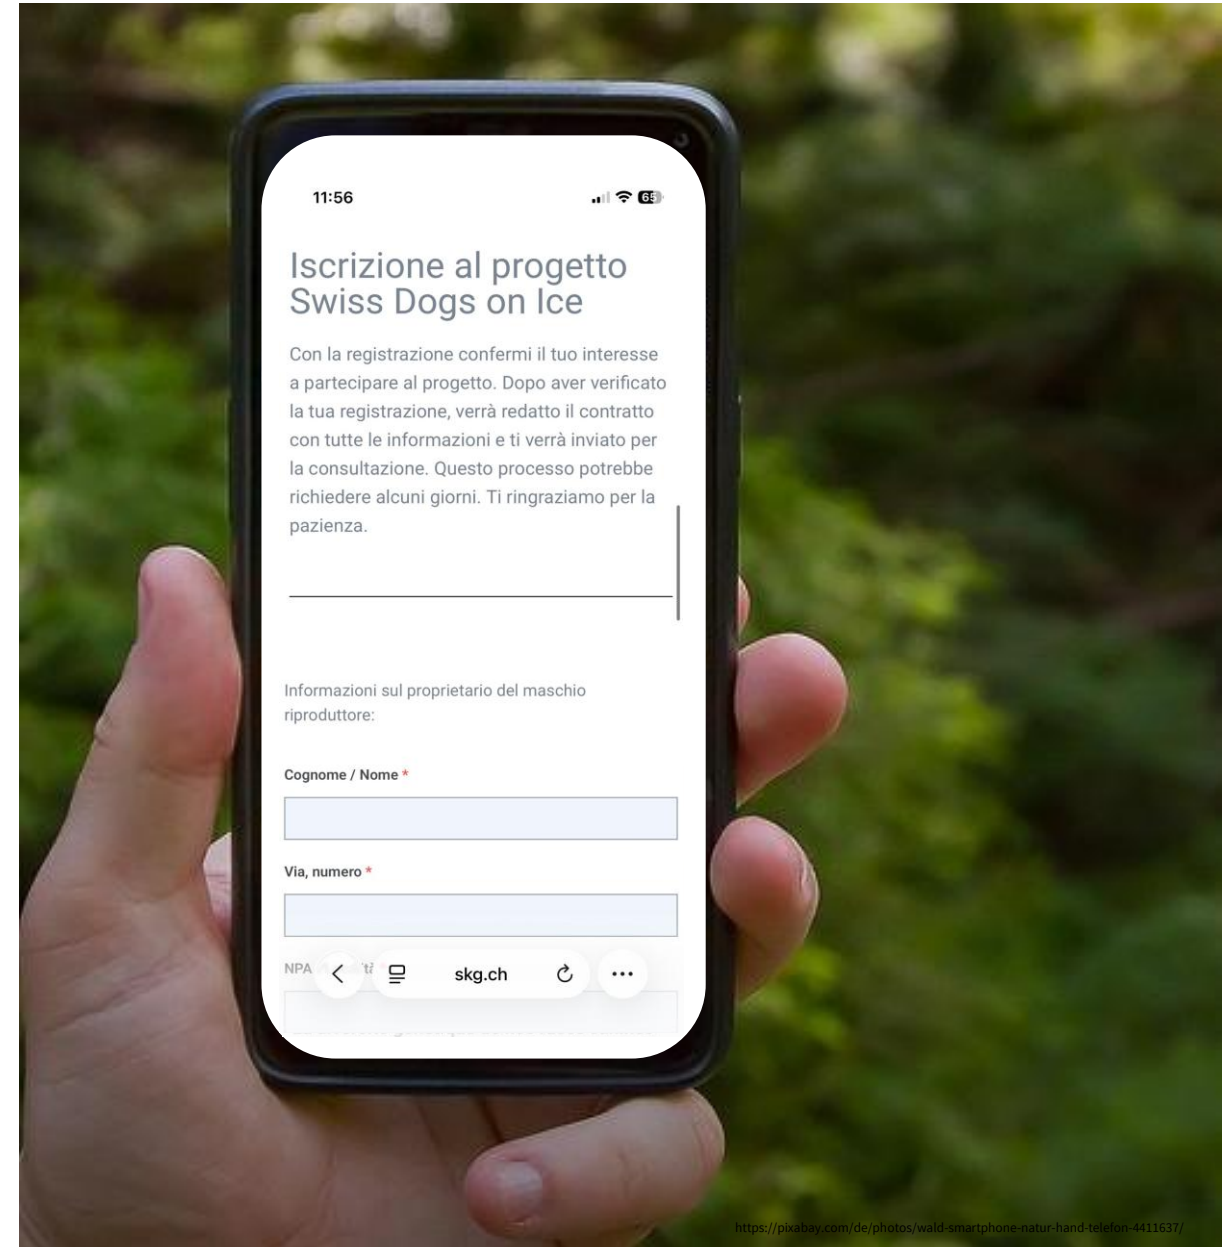 11:56
65
Iscrizione al progetto
Swiss Dogs on Ice
Con la registrazione confermi il tuo interesse
a partecipare al progetto. Dopo aver verificato
la tua registrazione, verrà redatto il contratto
con tutte le informazioni e ti verrà inviato per
la consultazione. Questo processo potrebbe
richiedere alcuni giorni. Ti ringraziamo per la
pazienza.
Informazioni sul proprietario del maschio
riproduttore:
Cognome / Nome *
Via, numero *
NPA
skg.ch
https://pixabay.com/de/photos/wald-smartphone-natur-hand-telefon-4411637/